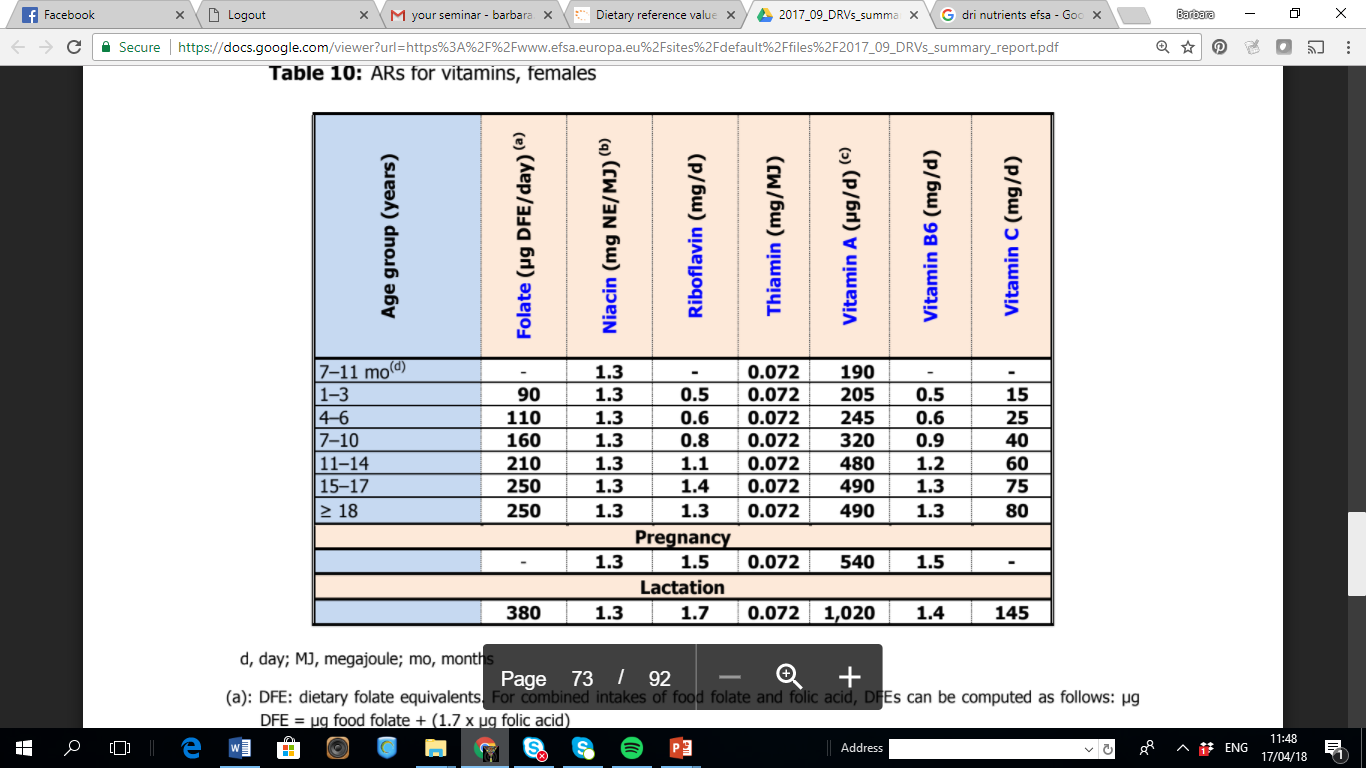 Facebook
Logout
your seminar - barbara.
Dietary reference value
2017_09_DRVs_summa
dri nutrients efsa - Goo
Barbara
Secure | https://docs.google.com/viewer?url=https%3A%2F%2Fwww.efsa.europa.eu%2Fsites%2Fdefault%2Ffiles%2F2017_09_DRVs_summary_report.pdf
Table 10: ARs for vitamins, females
Age group (years) Folate (µg DFE/day) (a) Niacin (mg NE/MJ) (b) Riboflavin (mg/d) Thiamin (mg/MJ) Vitamin A (µg/d) (c) Vitamin B6 (mg/d) Vitamin C (mg/d)
7–11 mo(d) - 1.3 - 0.072 190 - -
1–3 90 1.3 0.5 0.072 205 0.5 15
4–6 110 1.3 0.6 0.072 245 0.6 25
7–10 160 1.3 0.8 0.072 320 0.9 40
11–14 210 1.3 1.1 0.072 480 1.2 60
15–17 250 1.3 1.4 0.072 490 1.3 75
≥ 18 250 1.3 1.3 0.072 490 1.3 80
Pregnancy
- 1.3 1.5 0.072 540 1.5 -
Lactation
380 1.3 1.7 0.072 1,020 1.4 145
d, day; MJ, megajoule; mo, months
Page 73 / 92
(a): DFE: dietary folate equivalents. For combined intakes of food folate and folic acid, DFEs can be computed as follows: µg
DFE = µg food folate + (1.7 x µg folic acid)
Address
ENG
11:48
17/04/18